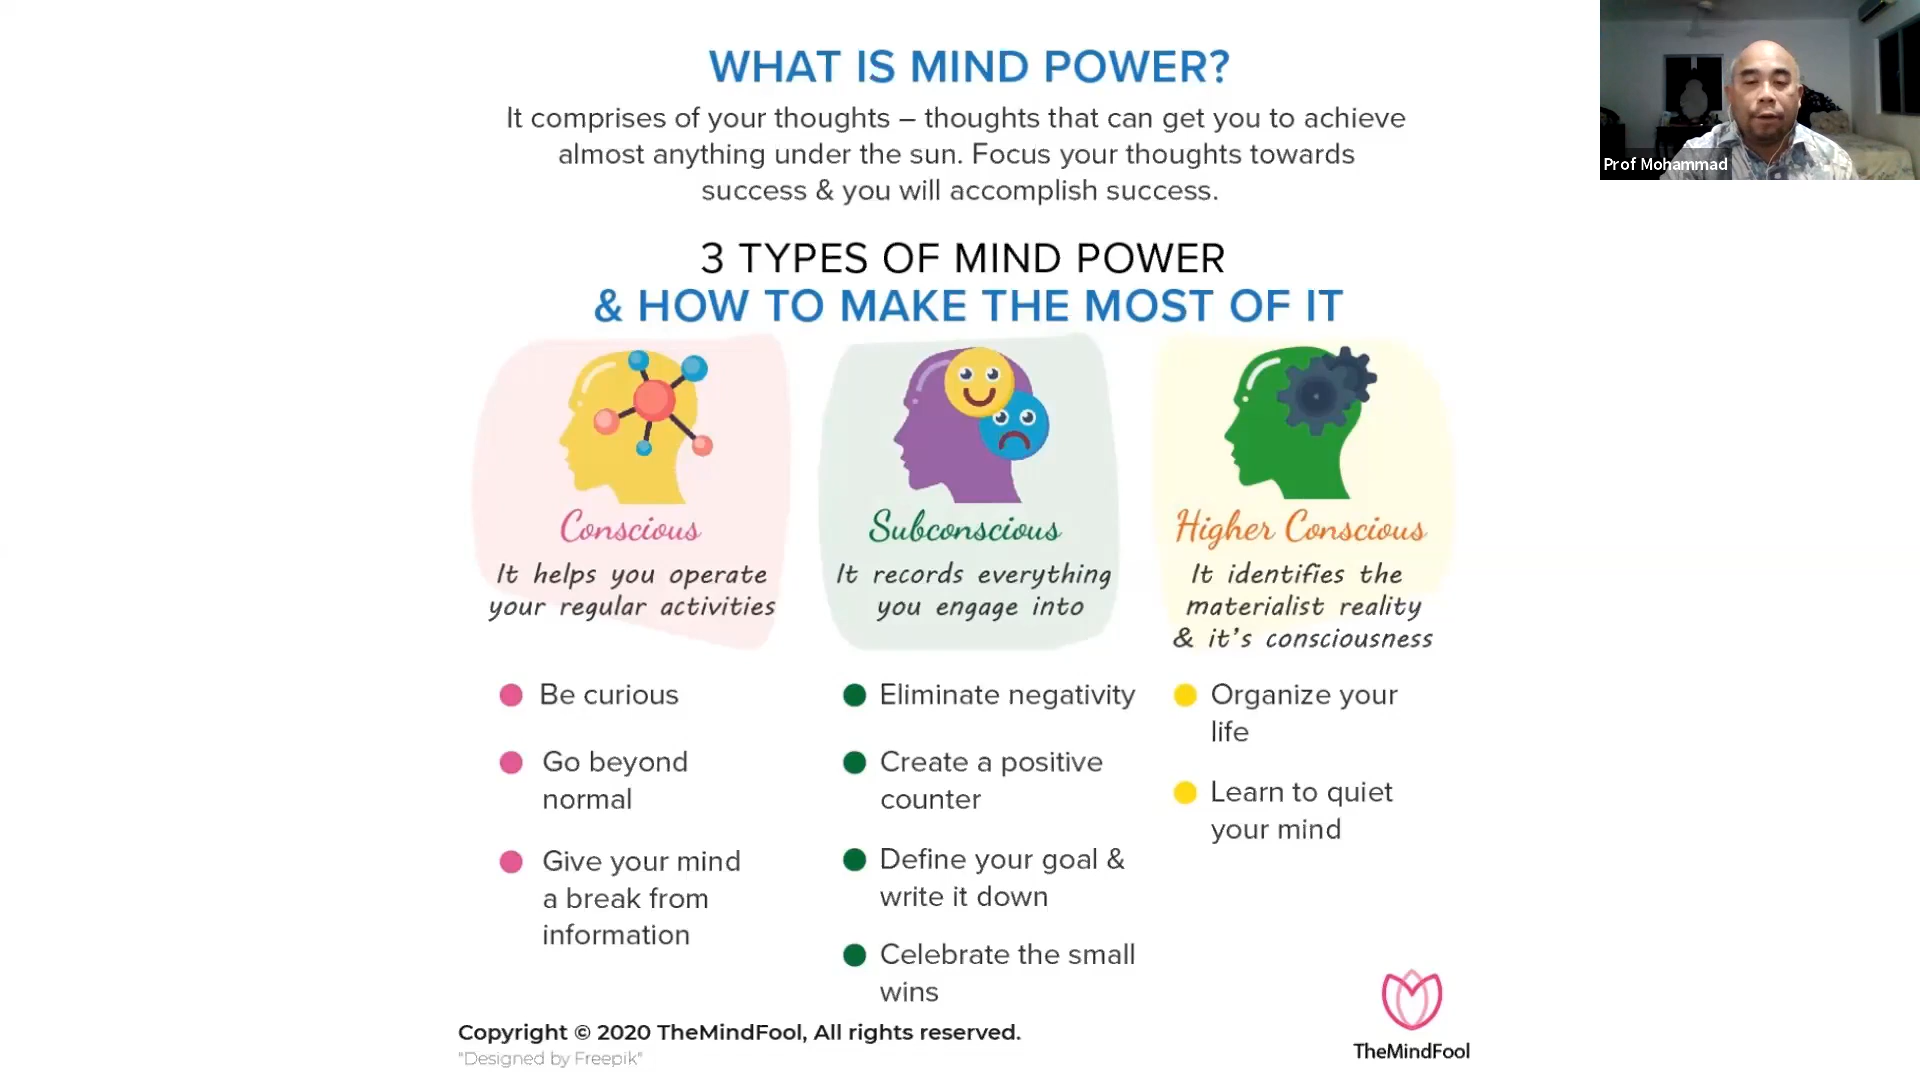 WHAT IS MIND POWER?
It comprises of your thoughts – thoughts that can get you to achieve
almost anything under the sun. Focus your thoughts towards
success & you will accomplish success.
Prof Mohammad
3 TYPES OF MIND POWER
& HOW TO MAKE THE MOST OF IT
Conscious
It helps you operate
your regular activities
Be curious
Go beyond
normal
Give your mind
a break from
information
Subconscious
It records everything
you engage into
Eliminate negativity
Create a positive
counter
Define your goal &
write it down
Celebrate the small
wins
Higher Conscious
It identifies the
materialist reality
& it's consciousness
Organize your
life
Learn to quiet
your mind
Copyright © 2020 TheMindFool, All rights reserved.
"Designed by Freepik"
TheMindFool